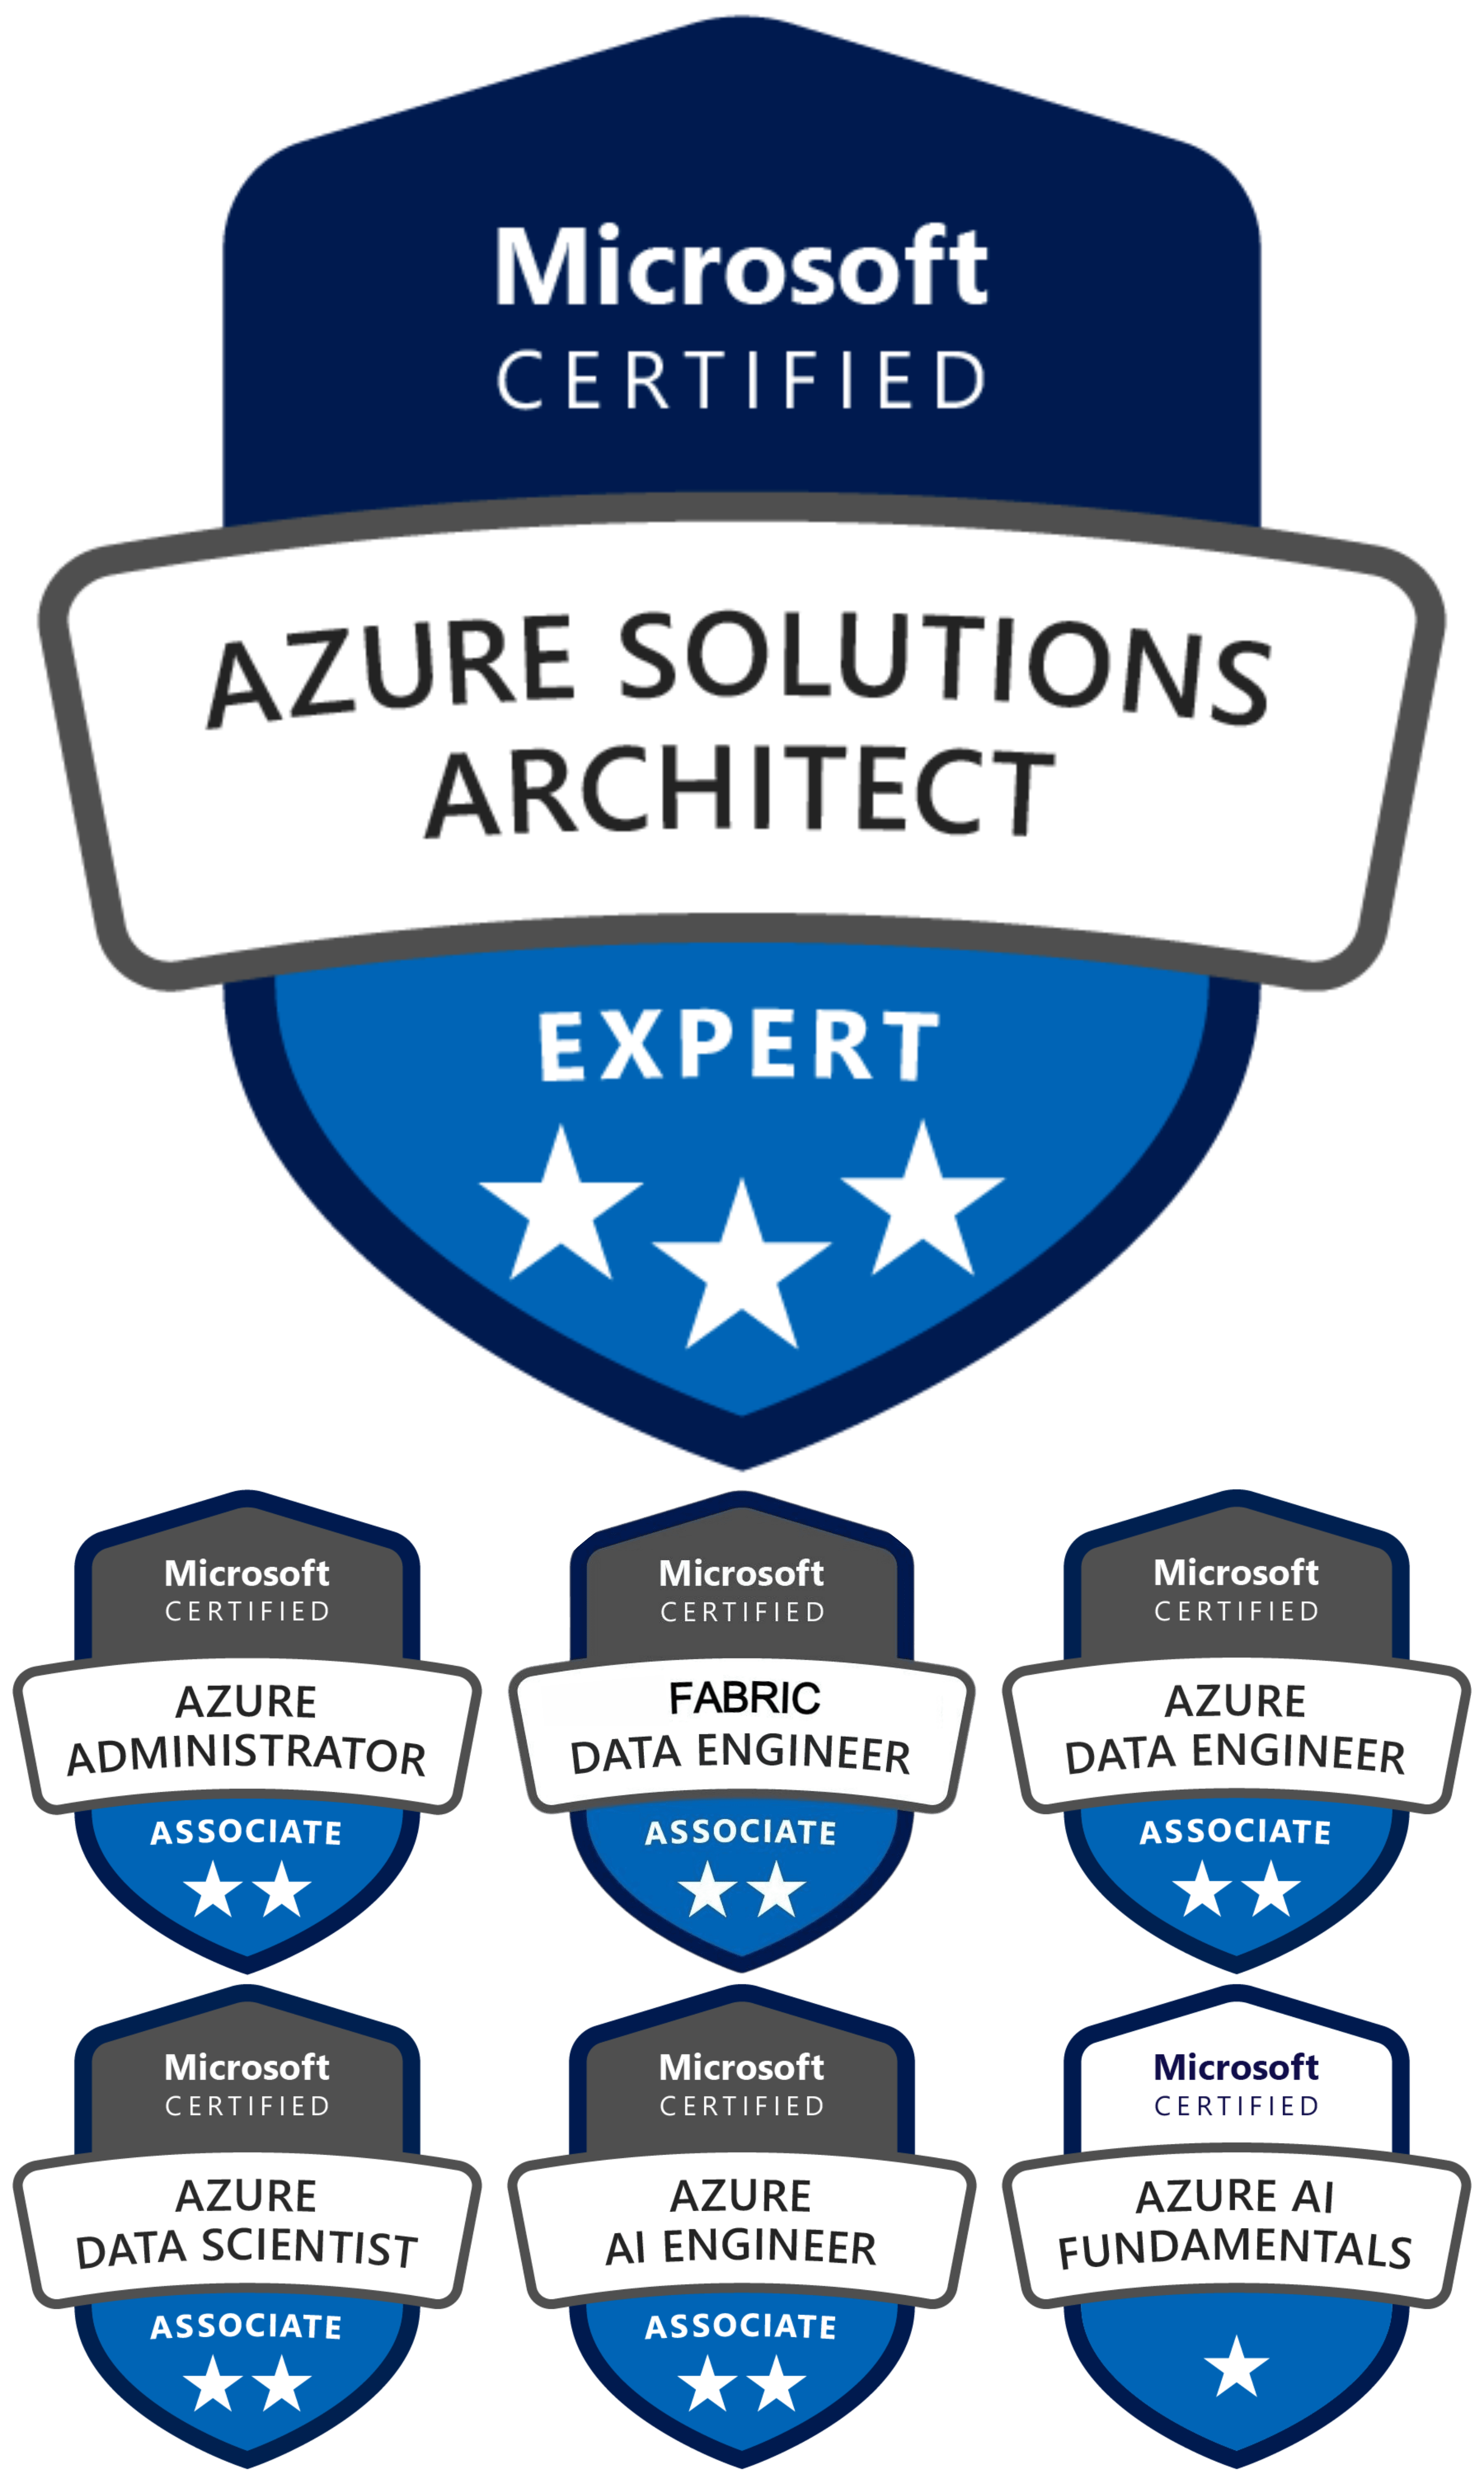 Microsoft
CERTIFIED
AZURE SOLUTIONS
ARCHITECT
EXPERT
Microsoft
CERTIFIED
AZURE
ADMINISTRATOR
ASSOCIATE
Microsoft
CERTIFIED
FABRIC
DATA ENGINEER
ASSOCIATE
Microsoft
CERTIFIED
AZURE
DATA ENGINEER
ASSOCIATE
Microsoft
CERTIFIED
AZURE
DATA SCIENTIST
ASSOCIATE
Microsoft
CERTIFIED
AZURE
AI ENGINEER
ASSOCIATE
Microsoft
CERTIFIED
AZURE AI
FUNDAMENTALS